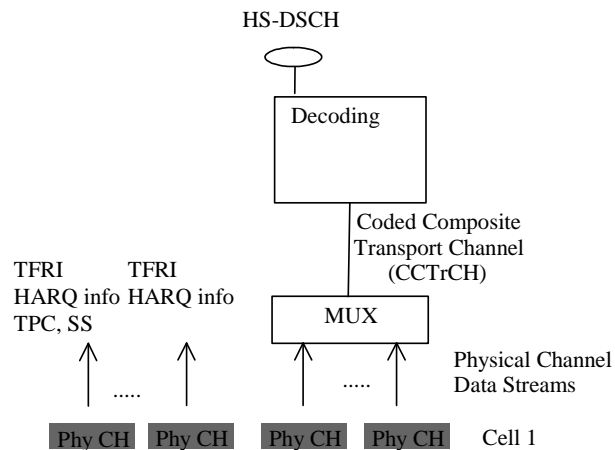 HS-DSCH
Decoding
Coded Composite
Transport Channel
(CCTrCH)
TFRI
HARQ info
TPC, SS
TFRI
HARQ info
MUX
Physical Channel
Data Streams
.....
.....
Phy CH
Phy CH
Phy CH
Phy CH
Cell 1